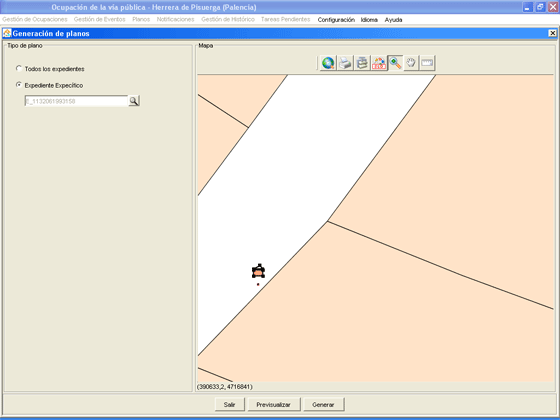 Ocupación de la vía pública - Herrera de Pisuerga (Palencia)
Gestión de Ocupaciones Gestión de Eventos Planos Notificaciones Gestión de Histórico Tareas Pendientes Configuración Idioma Ayuda
Generación de planos
Tipo de plano
Todos los expedientes
Expediente Expecífico
E_1132061993158
Mapa
(390633,2, 4716841)
Salir Previsualizar Generar